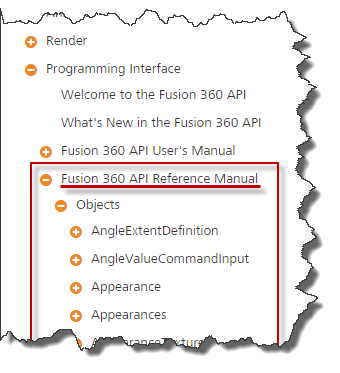 Render
Programming Interface
Welcome to the Fusion 360 API
What's New in the Fusion 360 API
Fusion 360 API User's Manual
Fusion 360 API Reference Manual
Objects
AngleExtentDefinition
AngleValueCommandInput
Appearance
Appearances